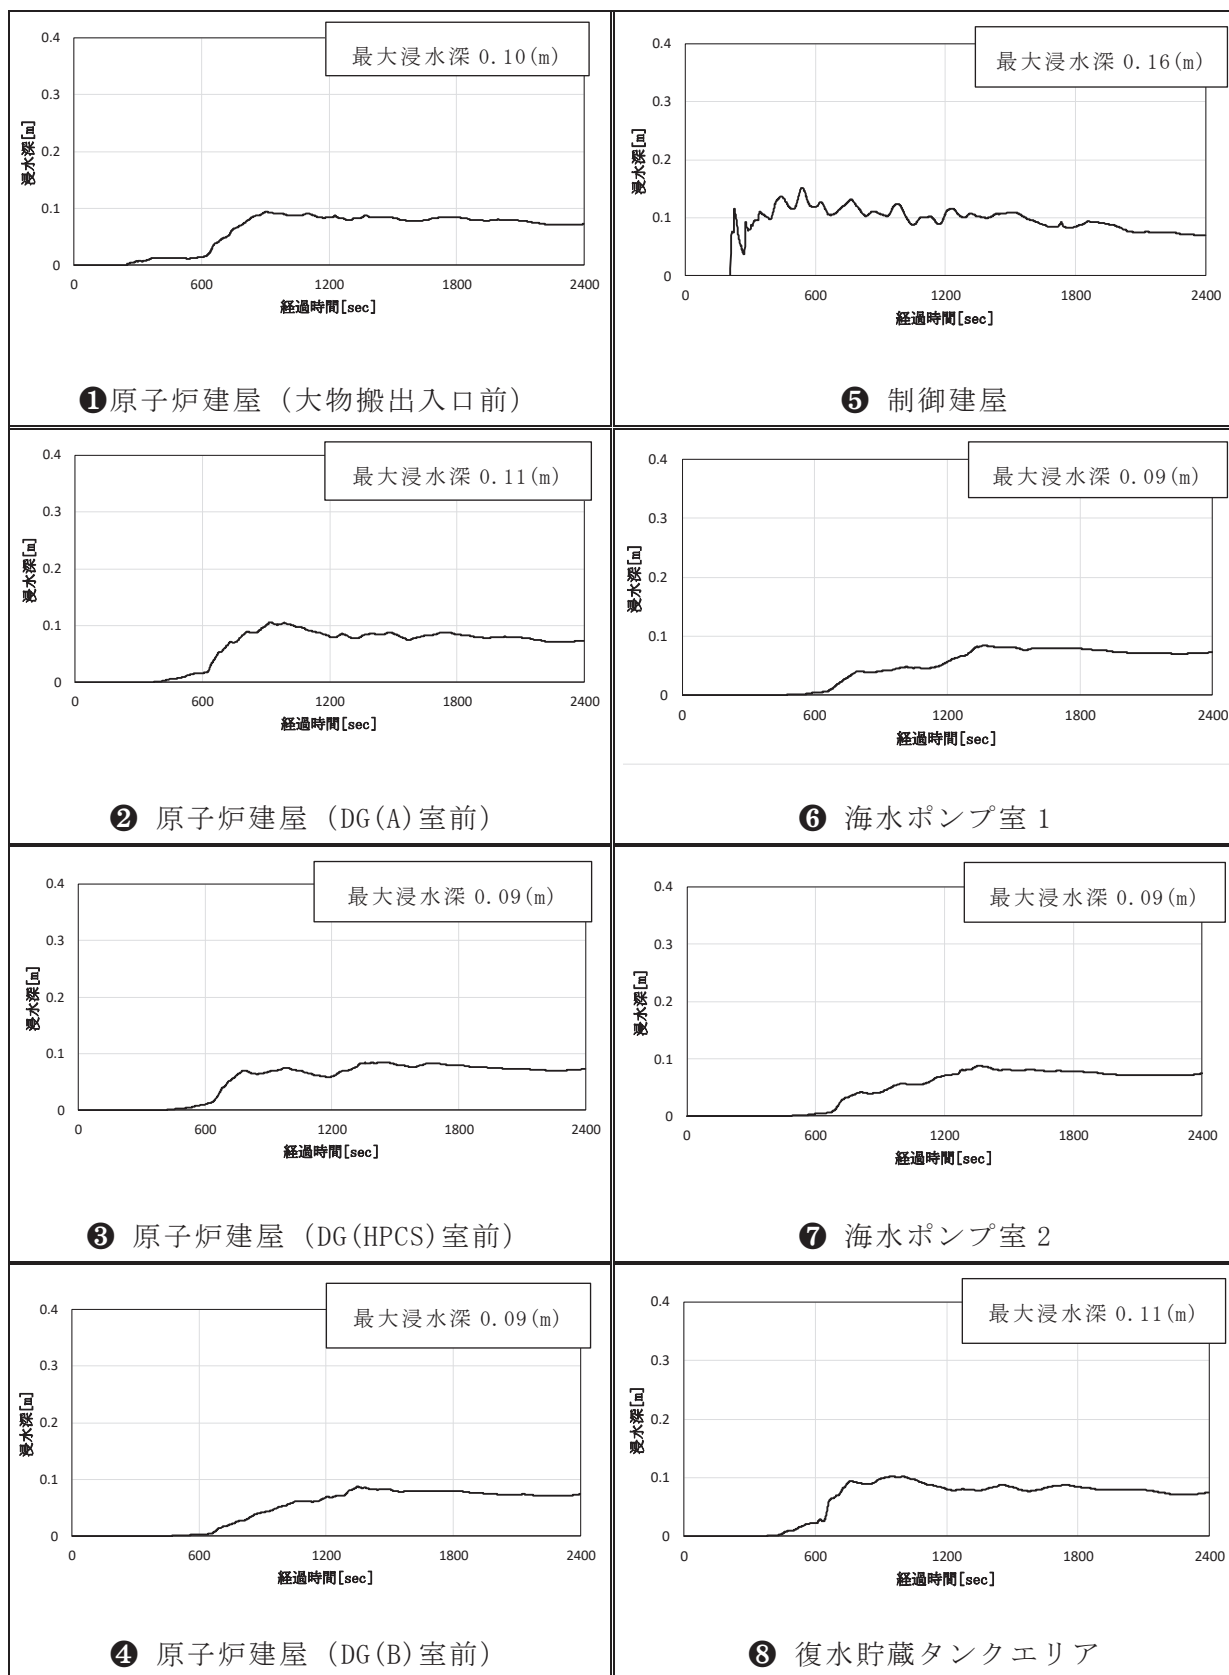 最大浸水深 0.10(m)
浸水深[m]
0.4
0.3
0.2
0.1
0
0 600 1200 1800 2400
経過時間[sec]
❶原子炉建屋（大物搬出入口前）
最大浸水深 0.16(m)
浸水深[m]
0.4
0.3
0.2
0.1
0
0 600 1200 1800 2400
経過時間[sec]
❺ 制御建屋
最大浸水深 0.11(m)
浸水深[m]
0.4
0.3
0.2
0.1
0
0 600 1200 1800 2400
経過時間[sec]
❷ 原子炉建屋（DG(A)室前）
最大浸水深 0.09(m)
浸水深[m]
0.4
0.3
0.2
0.1
0
0 600 1200 1800 2400
経過時間[sec]
❻ 海水ポンプ室 1
最大浸水深 0.09(m)
浸水深[m]
0.4
0.3
0.2
0.1
0
0 600 1200 1800 2400
経過時間[sec]
❸ 原子炉建屋（DG(HPCS)室前）
最大浸水深 0.09(m)
浸水深[m]
0.4
0.3
0.2
0.1
0
0 600 1200 1800 2400
経過時間[sec]
❼ 海水ポンプ室 2
最大浸水深 0.09(m)
浸水深[m]
0.4
0.3
0.2
0.1
0
0 600 1200 1800 2400
経過時間[sec]
❹ 原子炉建屋（DG(B)室前）
最大浸水深 0.11(m)
浸水深[m]
0.4
0.3
0.2
0.1
0
0 600 1200 1800 2400
経過時間[sec]
❽ 復水貯蔵タンクエリア